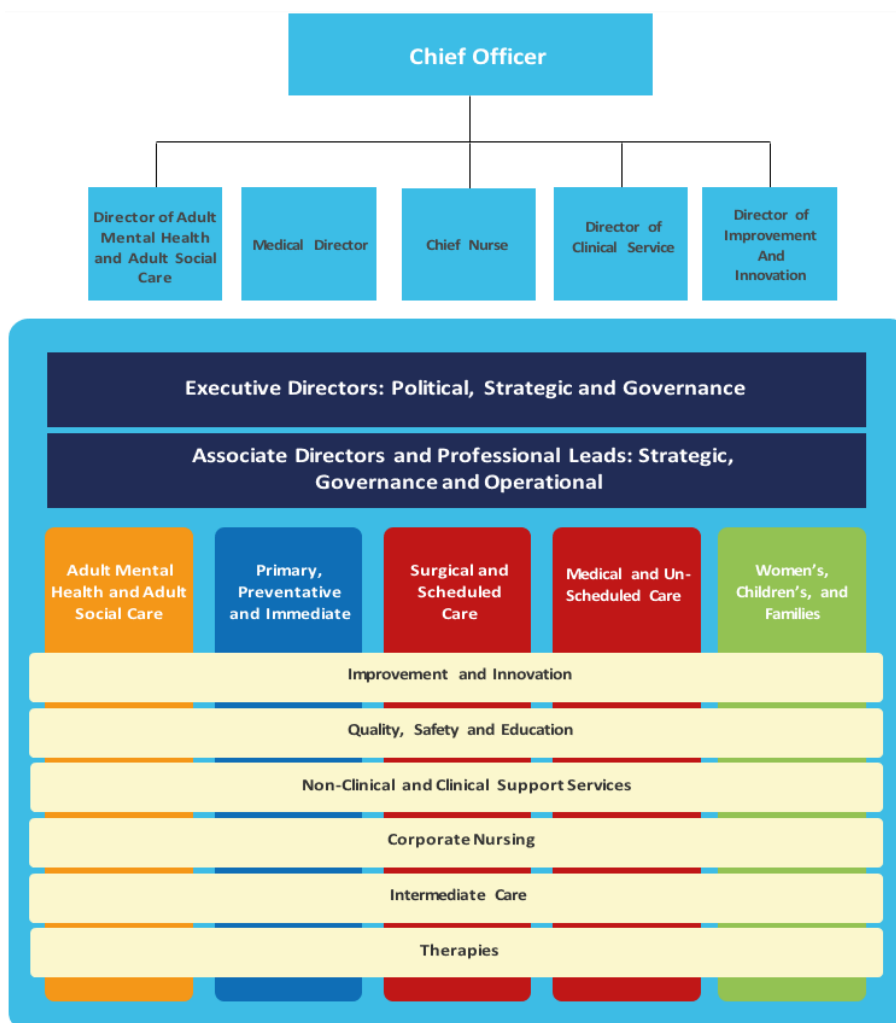 Chief Officer
Director of Adult
Mental Health
and Adult Social
Care
Medical Director
Chief Nurse
Director of
Clinical Service
Director of
Improvement
And
Innovation
Executive Directors: Political, Strategic and Governance
Associate Directors and Professional Leads: Strategic,
Governance and Operational
Adult Mental
Health and Adult
Social Care
Primary,
Preventative
and Immediate
Surgical and
Scheduled
Care
Medical and Un-
Scheduled Care
Women’s,
Children’s, and
Families
Improvement and Innovation
Quality, Safety and Education
Non-Clinical and Clinical Support Services
Corporate Nursing
Intermediate Care
Therapies